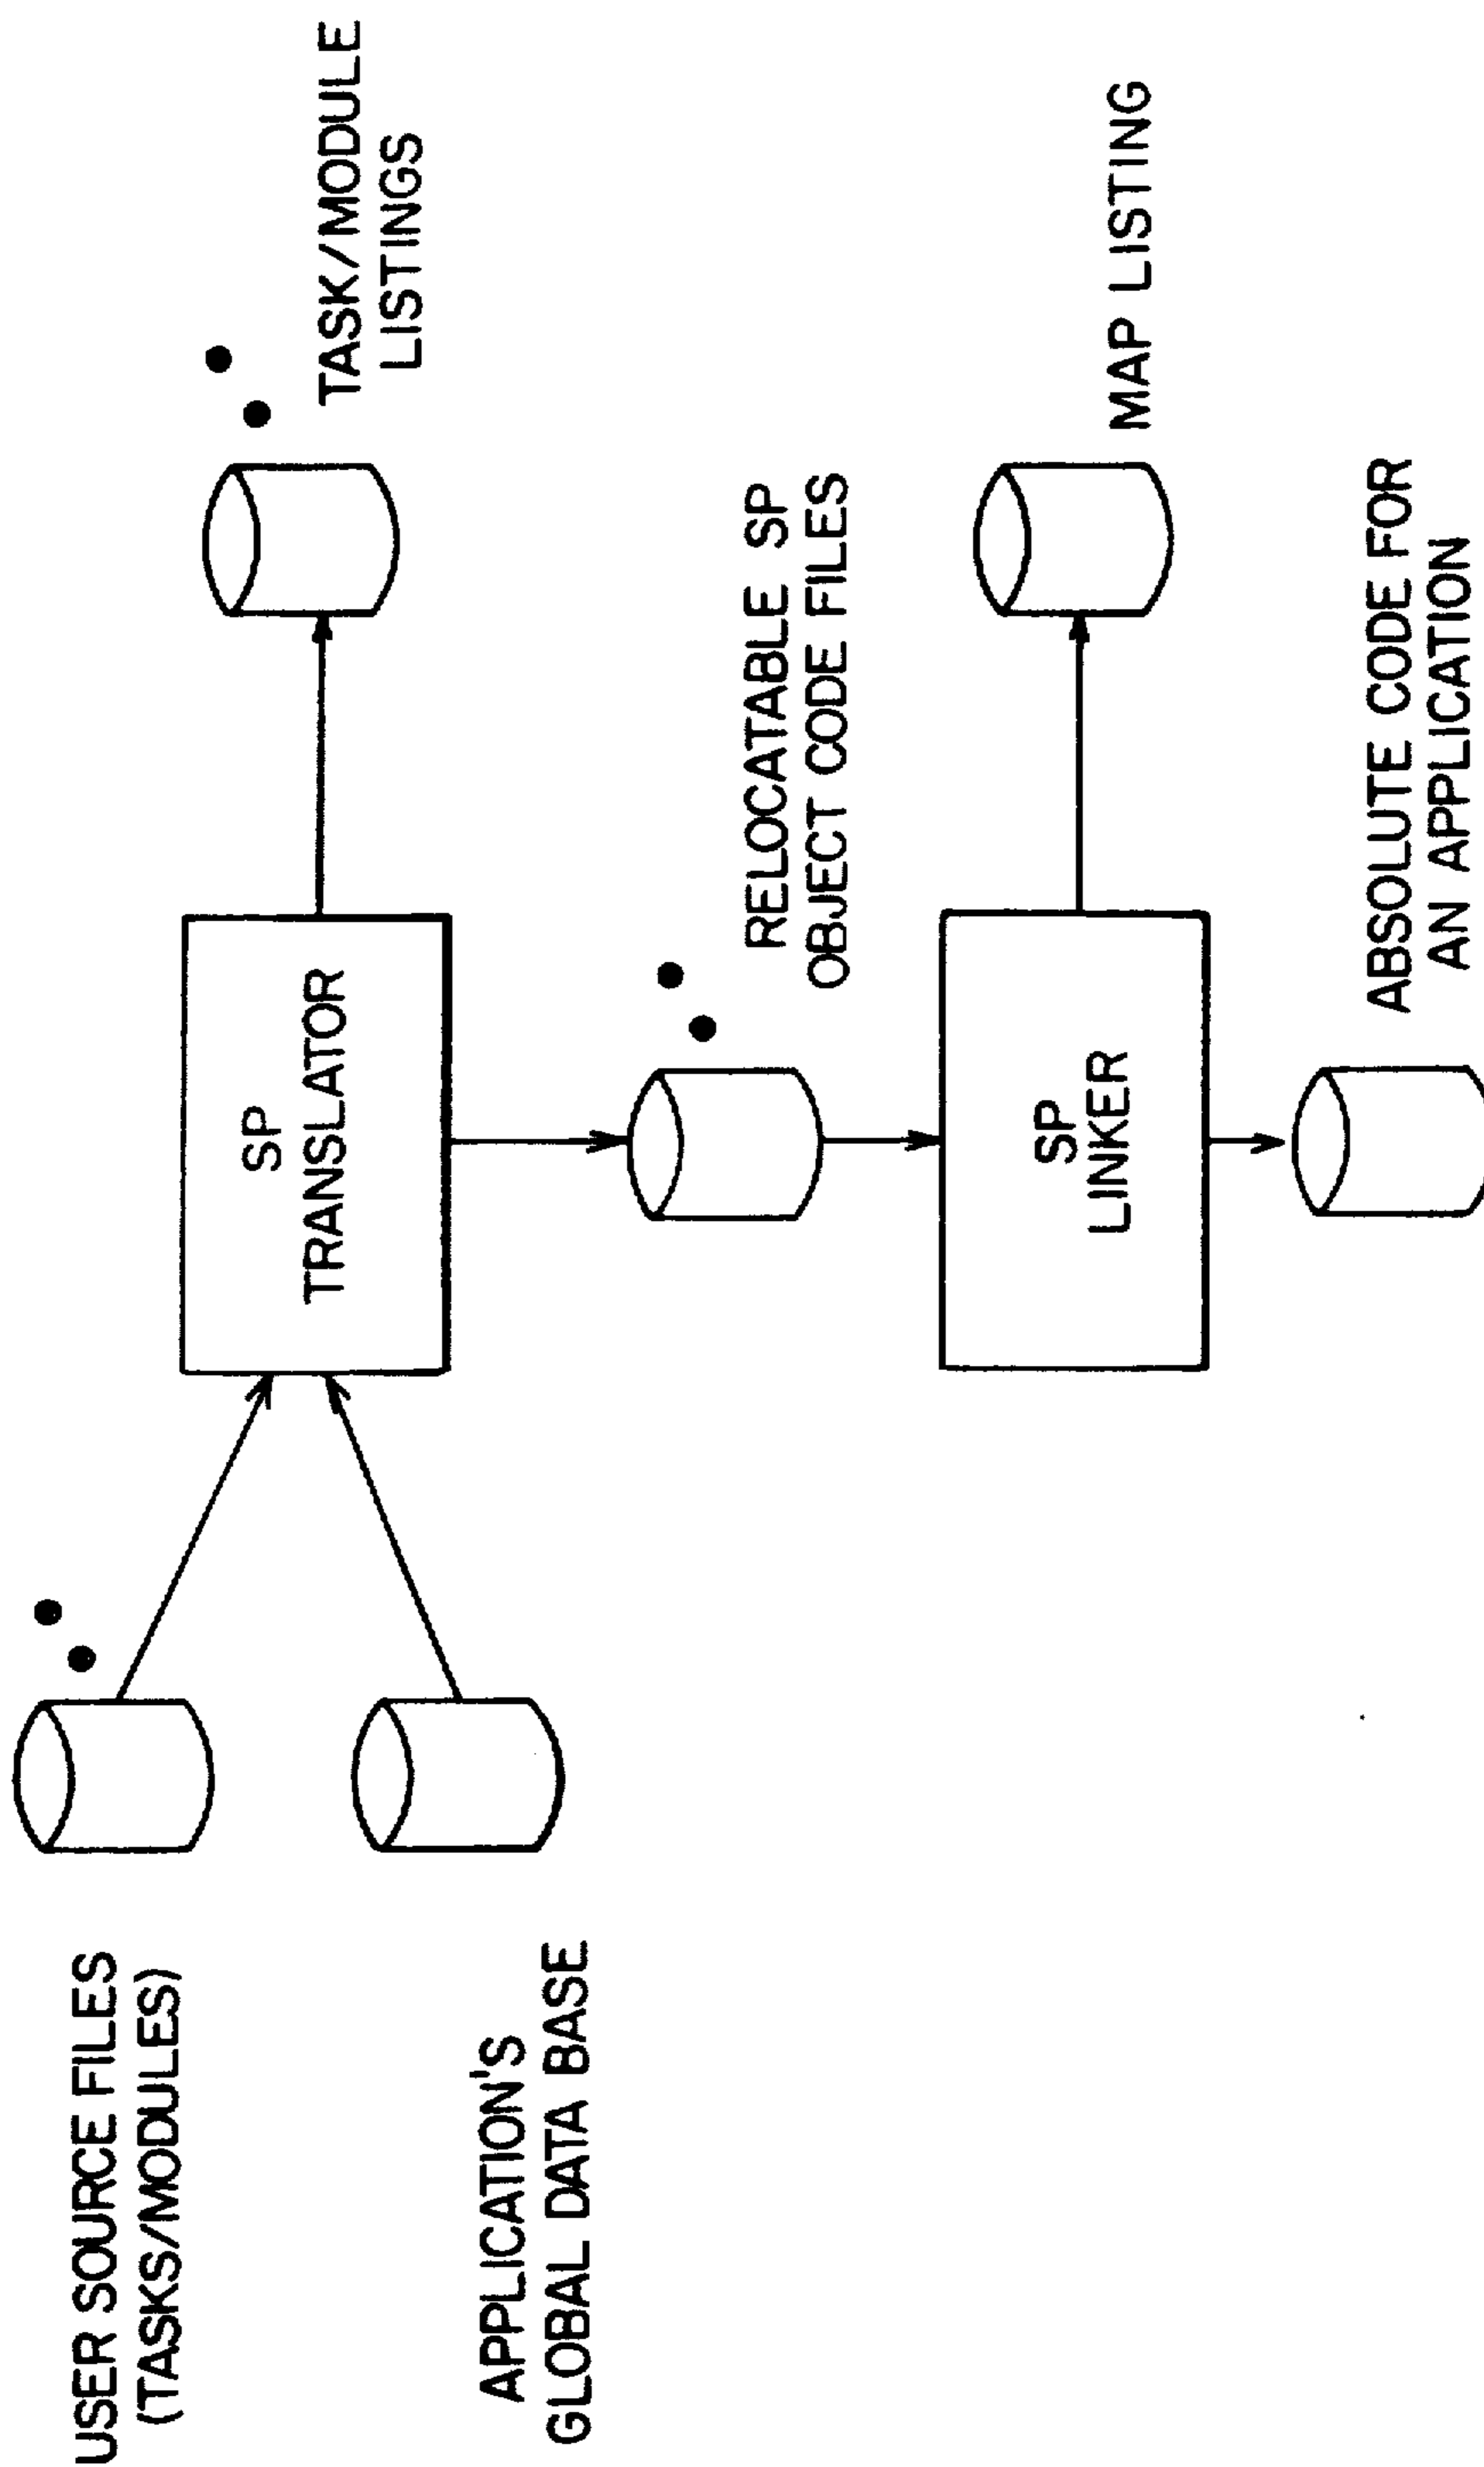 USER SOURCE FILES
(TASKS/MODULES)
APPLICATION'S
GLOBAL DATA BASE
SP
TRANSLATOR
TASK/MODULE
LISTINGS
RELOCATABLE SP
OBJECT CODE FILES
SP
LINKER
MAP LISTING
ABSOLUTE CODE FOR
AN APPLICATION